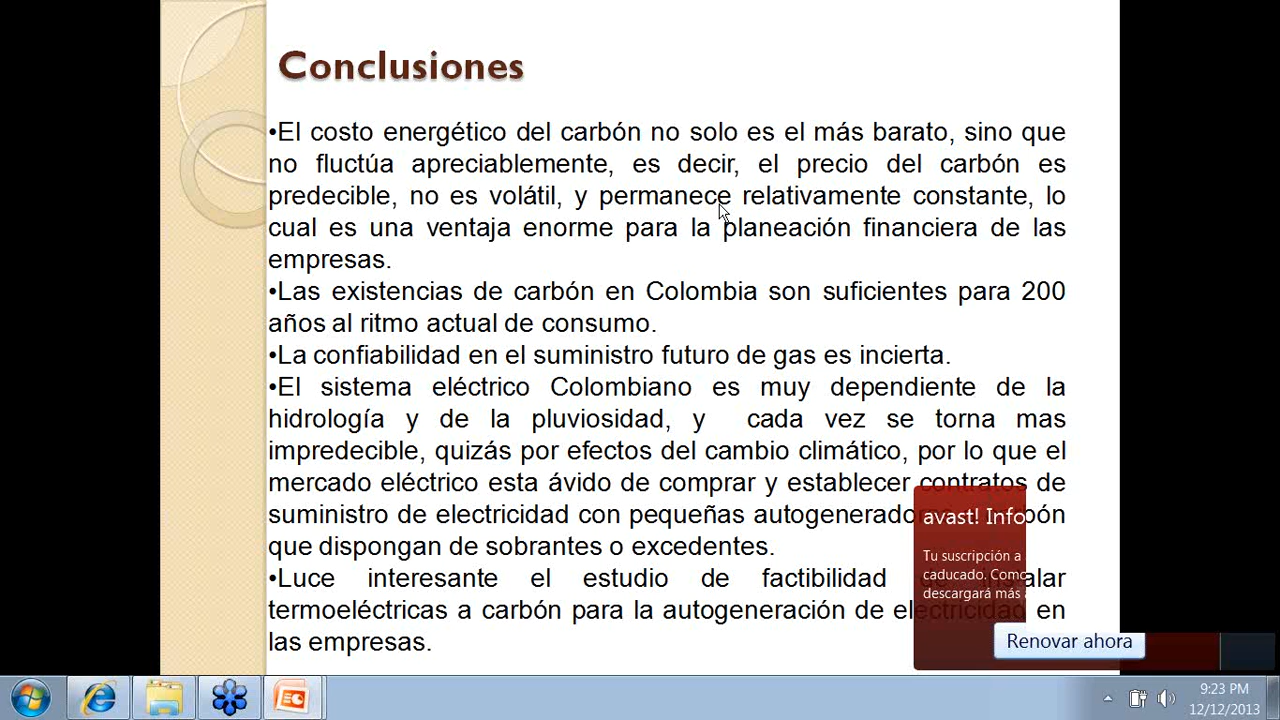 Conclusiones
•El costo energético del carbón no solo es el más barato, sino que
no fluctúa apreciablemente, es decir, el precio del carbón es
predecible, no es volátil, y permanece relativamente constante, lo
cual es una ventaja enorme para la planeación financiera de las
empresas.
•Las existencias de carbón en Colombia son suficientes para 200
años al ritmo actual de consumo.
•La confiabilidad en el suministro futuro de gas es incierta.
•El sistema eléctrico Colombiano es muy dependiente de la
hidrología y de la pluviosidad, y cada vez se torna mas
impredecible, quizás por efectos del cambio climático, por lo que el
mercado eléctrico esta ávido de comprar y establecer contratos de
suministro de electricidad con pequeñas
que dispongan de sobrantes o excedentes.
•Luce interesante el estudio de factibilidad de instalar
termoeléctricas a carbón para la autogeneración de electricidad en
las empresas.
avast! Info
Tu suscripción a
caducado. Como
descargará más
Renovar ahora
9:23 PM
12/12/2013